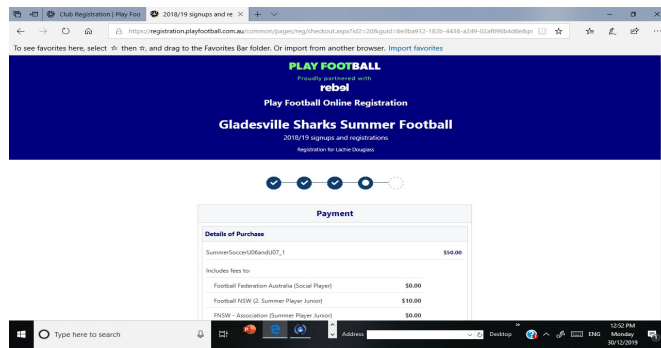 Club Registration | Play Foo
2018/19 signups and re
https://registration.playfootball.com.au/common/pages/reg/checkout.aspx?id2=20&guid=6e3ba912-182b-4436-a249-02af696b4d6e&pr
To see favorites here, select ☆ then ☆, and drag to the Favorites Bar folder. Or import from another browser. Import favorites
PLAY FOOTBALL
Proudly partnered with
rebel
Play Football Online Registration
Gladesville Sharks Summer Football
2018/19 signups and registrations
Registration for Lachie Douglass
Payment
Details of Purchase
SummerSoccerU06andU07_1 $50.00
Includes fees to:
Football Federation Australia (Social Player) $0.00
Football NSW (2. Summer Player Junior) $10.00
FNSW - Association (Summer Player Junior) $0.00
Type here to search
Address
Desktop
ENG
12:52 PM
Monday
30/12/2019